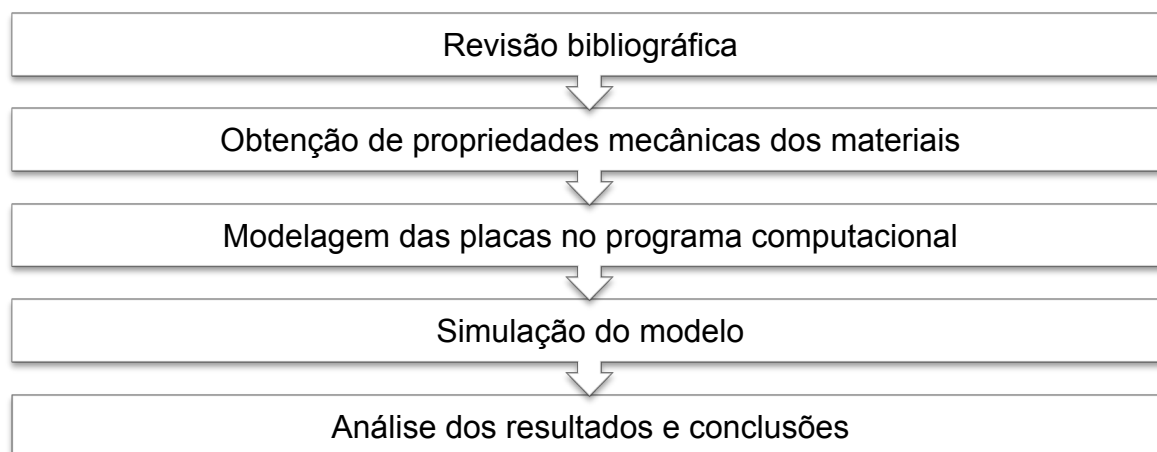 Revisão bibliográfica
Obtenção de propriedades mecânicas dos materiais
Modelagem das placas no programa computacional
Simulação do modelo
Análise dos resultados e conclusões